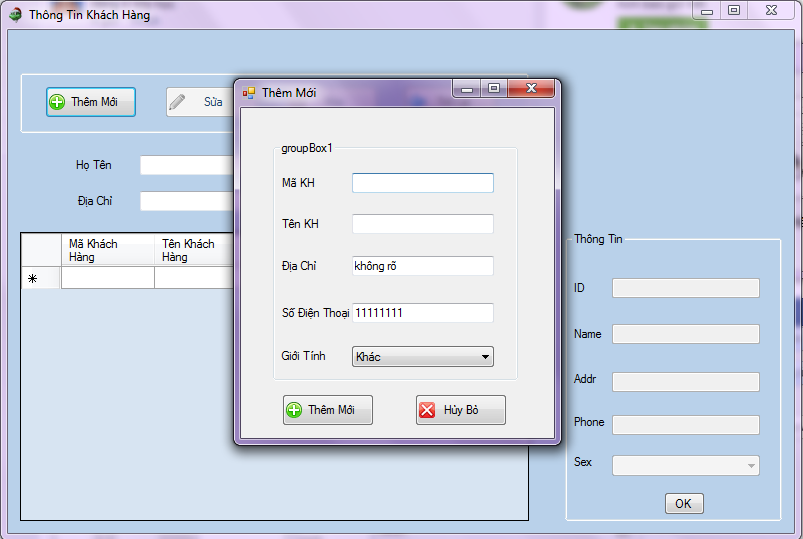 Thông Tin Khách Hàng
Thêm Mới
Sửa
Họ Tên
Địa Chỉ
Mã Khách
Hàng
Tên Khách
Hàng
Thêm Mới
groupBox1
Mã KH
Tên KH
Địa Chỉ
không rõ
Số Điện Thoại
11111111
Giới Tính
Khác
Thêm Mới
Hủy Bỏ
Thông Tin
ID
Name
Addr
Phone
Sex
OK